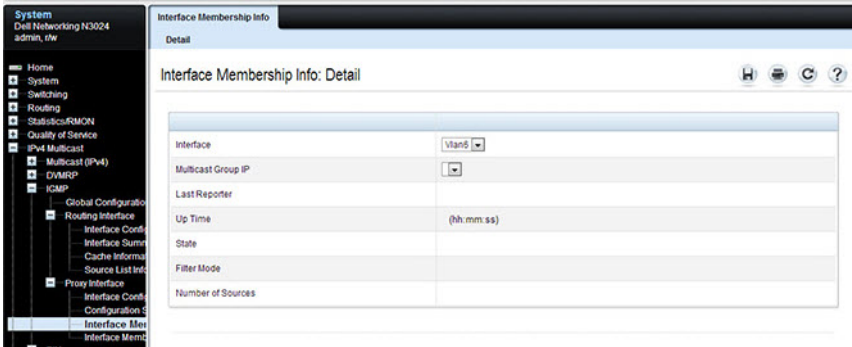 System
Dell Networking N3024
admin, r/w
Home
System
Switching
Routing
Statistics/RMON
Quality of Service
IPv4 Multicast
Multicast (IPv4)
DVMRP
IGMP
Global Configuratio
Routing Interface
Interface Config
Interface Summ
Cache Informa
Source List Info
Proxy Interface
Interface Config
Configuration S
Interface Mem
Interface Memb
Interface Membership Info
Detail
Interface Membership Info: Detail
Interface Vlan6
Multicast Group IP
Last Reporter
Up Time (hh:mm:ss)
State
Filter Mode
Number of Sources